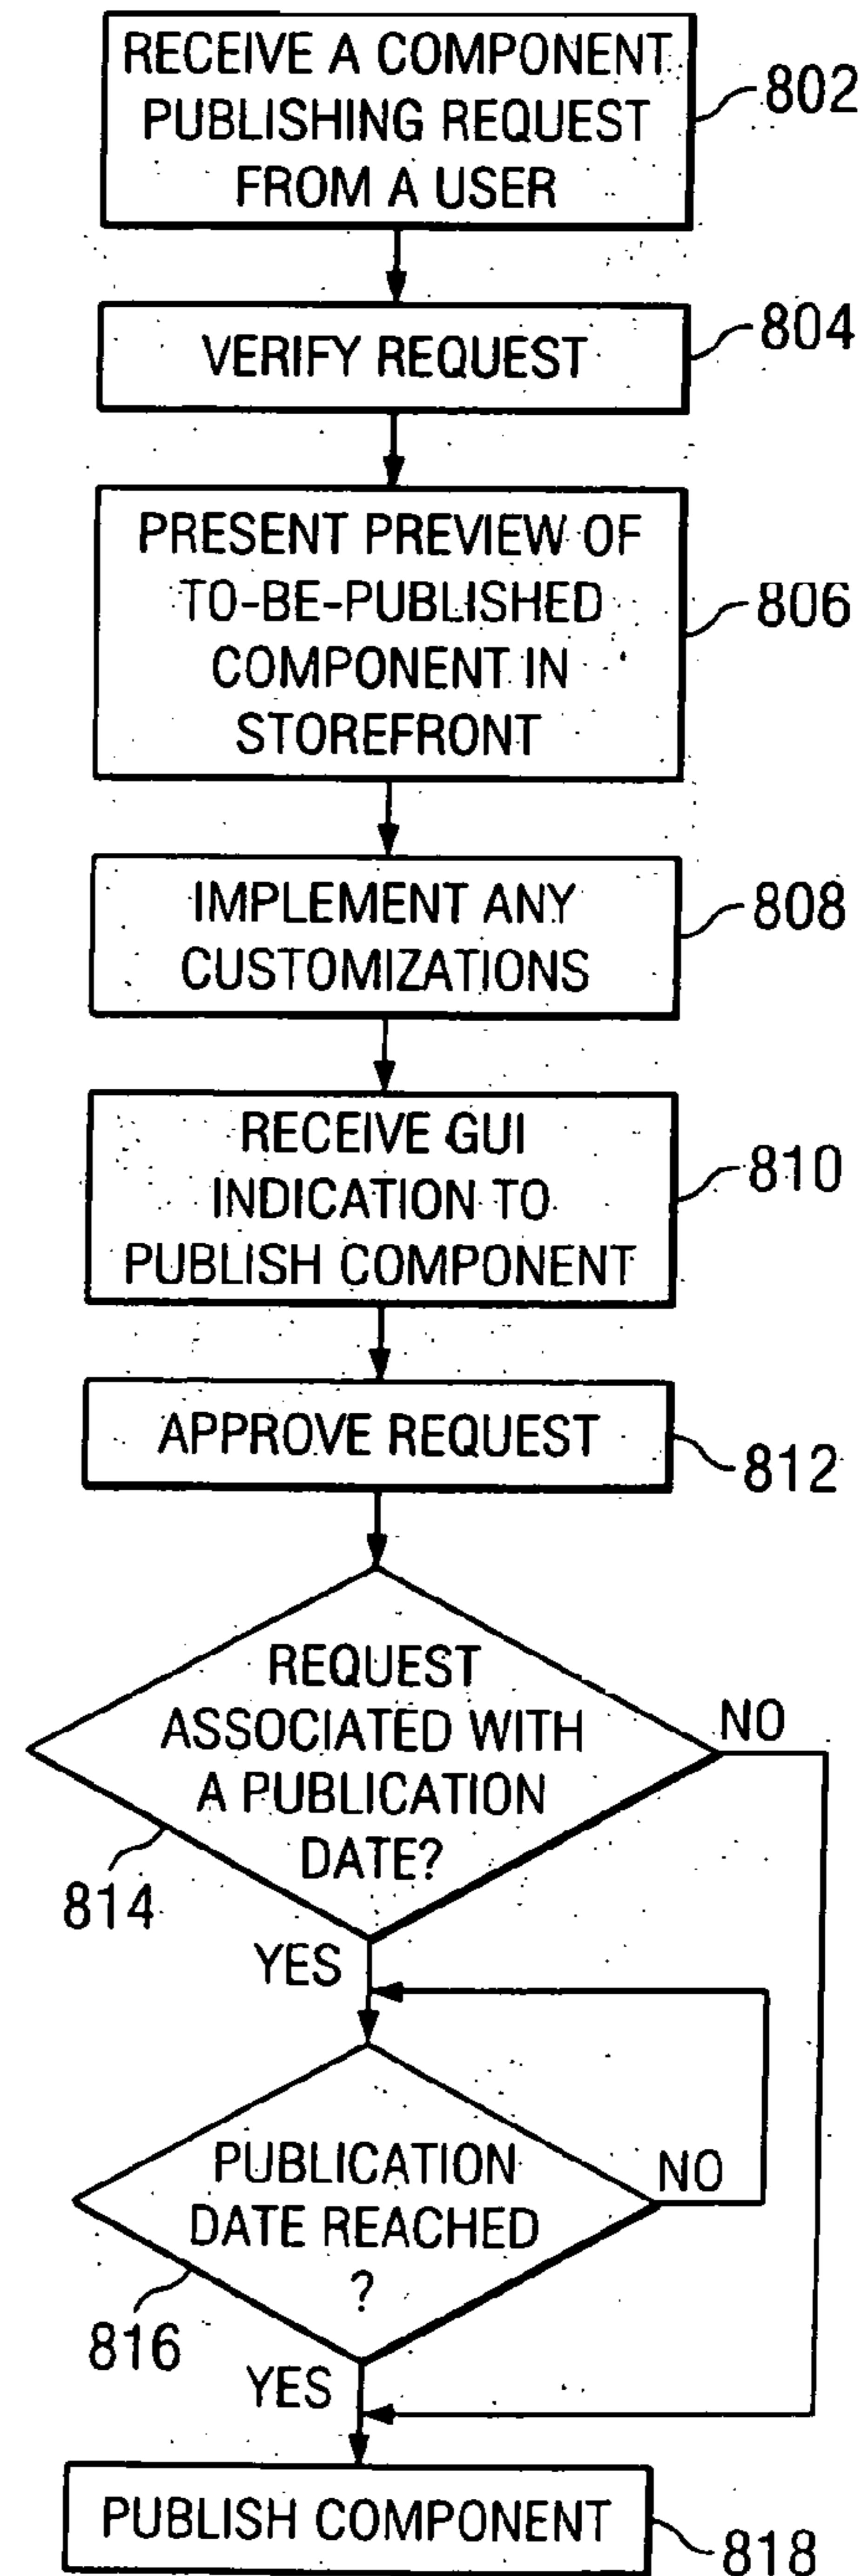 RECEIVE A COMPONENT
PUBLISHING REQUEST
FROM A USER
802
VERIFY REQUEST
804
PRESENT PREVIEW OF
TO-BE-PUBLISHED
COMPONENT IN
STOREFRONT
806
IMPLEMENT ANY
CUSTOMIZATIONS
808
RECEIVE GUI
INDICATION TO
PUBLISH COMPONENT
810
APPROVE REQUEST
812
REQUEST
ASSOCIATED WITH
A PUBLICATION
DATE?
NO
814
YES
PUBLICATION
DATE REACHED
?
NO
816
YES
PUBLISH COMPONENT
818